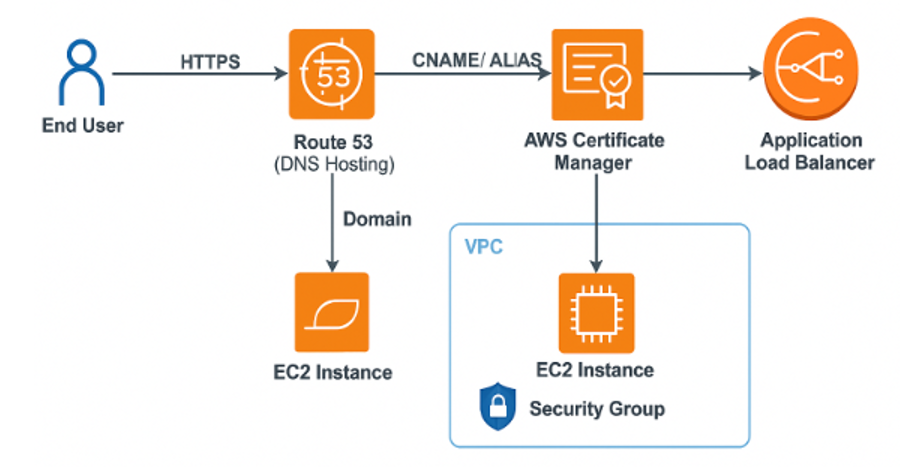 HTTPS
CNAME/ ALIAS
53
End User
Route 53
(DNS Hosting)
AWS Certificate
Manager
Application
Load Balancer
Domain
VPC
EC2 Instance
EC2 Instance
Security Group